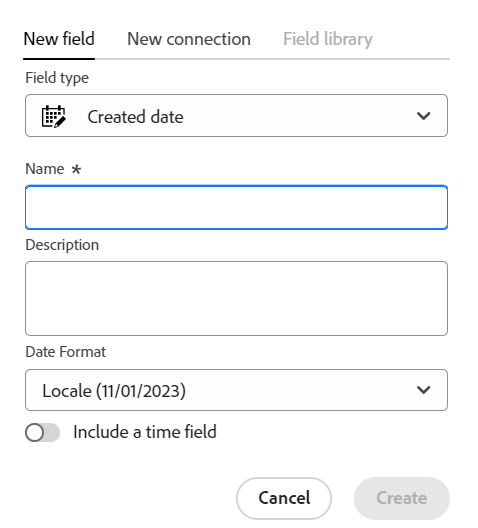 New field New connection Field library
Field type
Created date
Name *
Description
Date Format
Locale (11/01/2023)
Include a time field
Cancel Create